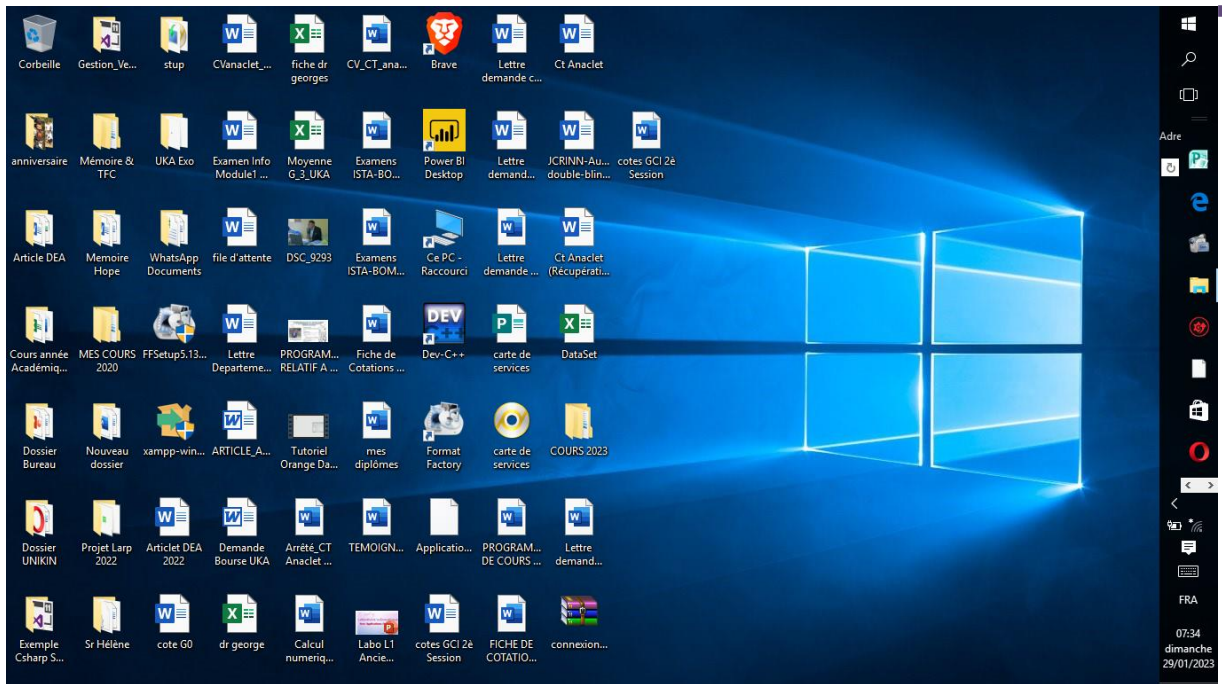 Corbeille
Gestion_Ve...
stup
CVanaclet_...
fiche dr
georges
CV_CT_ana...
Brave
Lettre
demande c...
Ct Anaclet
anniversaire
Mémoire &
TFC
UKA Exo
Examen Info
Module1 ...
Moyenne
G_3_UKA
Examens
ISTA-BO...
Power BI
Desktop
Lettre
demand...
JCRINN-Au...
double-blin...
cotes GCI 2è
Session
Article DEA
Memoire
Hope
WhatsApp
Documents
file d'attente
DSC_9293
Examens
ISTA-BOM...
Ce PC -
Raccourci
Lettre
demande ...
Ct Anaclet
(Récupérati...
Cours année
Académiq...
MES COURS
2020
FFSetup5.13...
Lettre
Departeme...
PROGRAM...
RELATIF A ...
Fiche de
Cotations ...
DEV
Dev-C++
carte de
services
DataSet
Dossier
Bureau
Nouveau
dossier
xampp-win...
ARTICLE_A...
Tutoriel
Orange Da...
mes
diplômes
Format
Factory
carte de
services
COURS 2023
Dossier
UNIKIN
Projet Larp
2022
Articlet DEA
2022
Demande
Bourse UKA
Arrêté_CT
Anaclet ...
TEMOIGN...
Applicatio...
PROGRAM...
DE COURS ...
Lettre
demand...
Exemple
Csharp S...
Sr Hélène
cote G0
dr george
Calcul
numeriq...
Labo L1
Ancie...
cotes GCI 2è
Session
FICHE DE
COTATIO...
connexion...
Adre
FRA
07:34
dimanche
29/01/2023